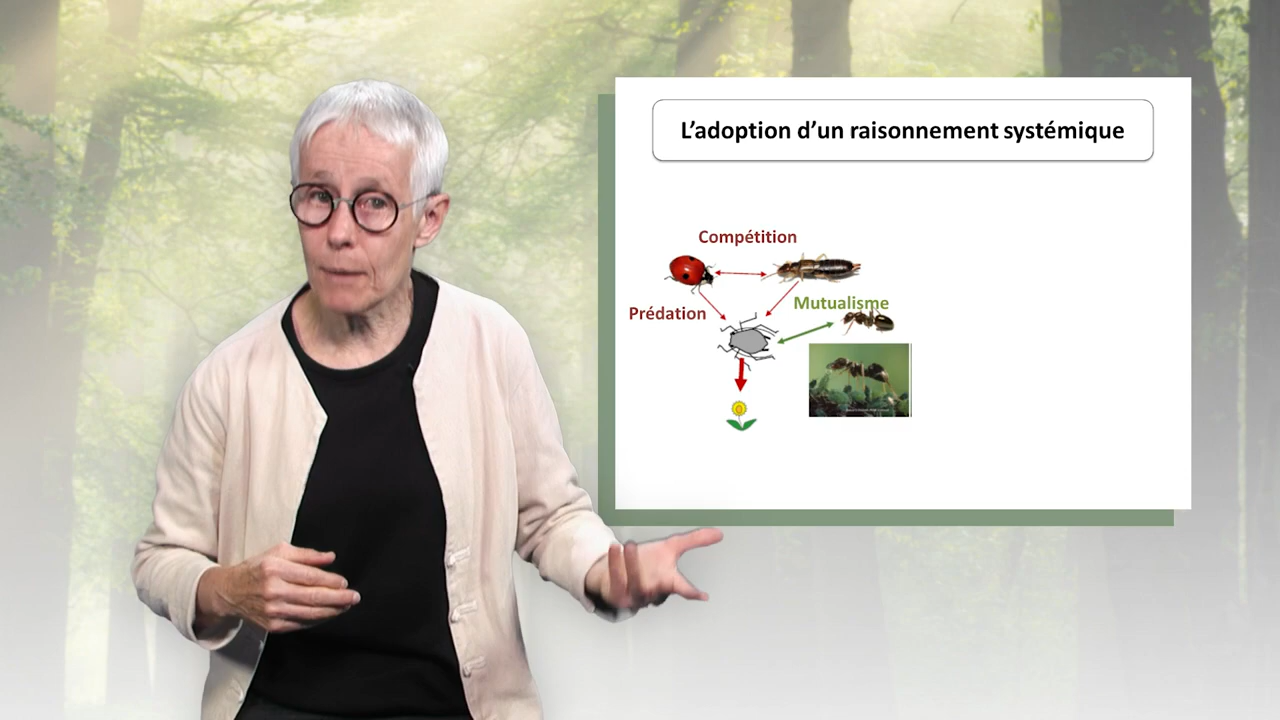 L'adoption d'un raisonnement systémique
Compétition
Mutualisme
Prédation